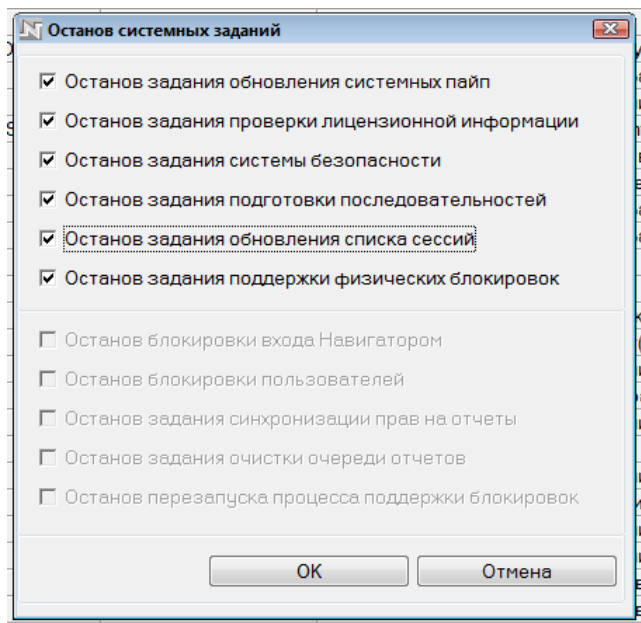 Останов системных заданий
Останов задания обновления системных пайп
Останов задания проверки лицензионной информации
Останов задания системы безопасности
Останов задания подготовки последовательностей
Останов задания обновления списка сессий
Останов задания поддержки физических блокировок
Останов блокировки входа Навигатором
Останов блокировки пользователей
Останов задания синхронизации прав на отчеты
Останов задания очистки очереди отчетов
Останов перезапуска процесса поддержки блокировок
OK
Отмена